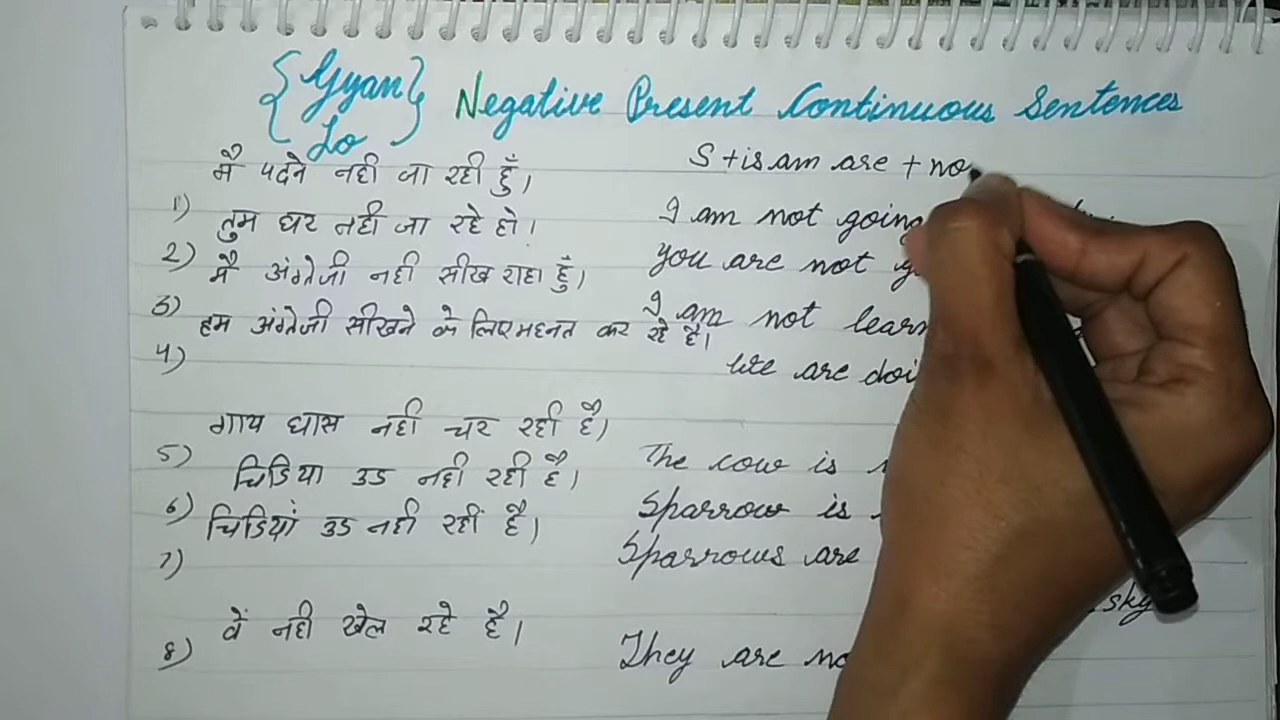 {Gyan Lo} Negative Present Continuous Sentences
S + is am are + no
1) मै पढने नही जा रही हुँ। I am not going
2) तुम घर नही जा रहे हो। you are not
3) मै अंग्रेजी नही सीख राहा हुँ। I am not learn
4) हम अंग्रेजी सीखने के लिए महनत कर रहे है। We are doi
5) गाय घास नही चर रही है। The cow is
6) चिडिया उड नही रही है। Sparrow is
7) चिडियां उड नही रहीं है। Sparrows are
sky
8) वें नही खेल रहे है। They are no